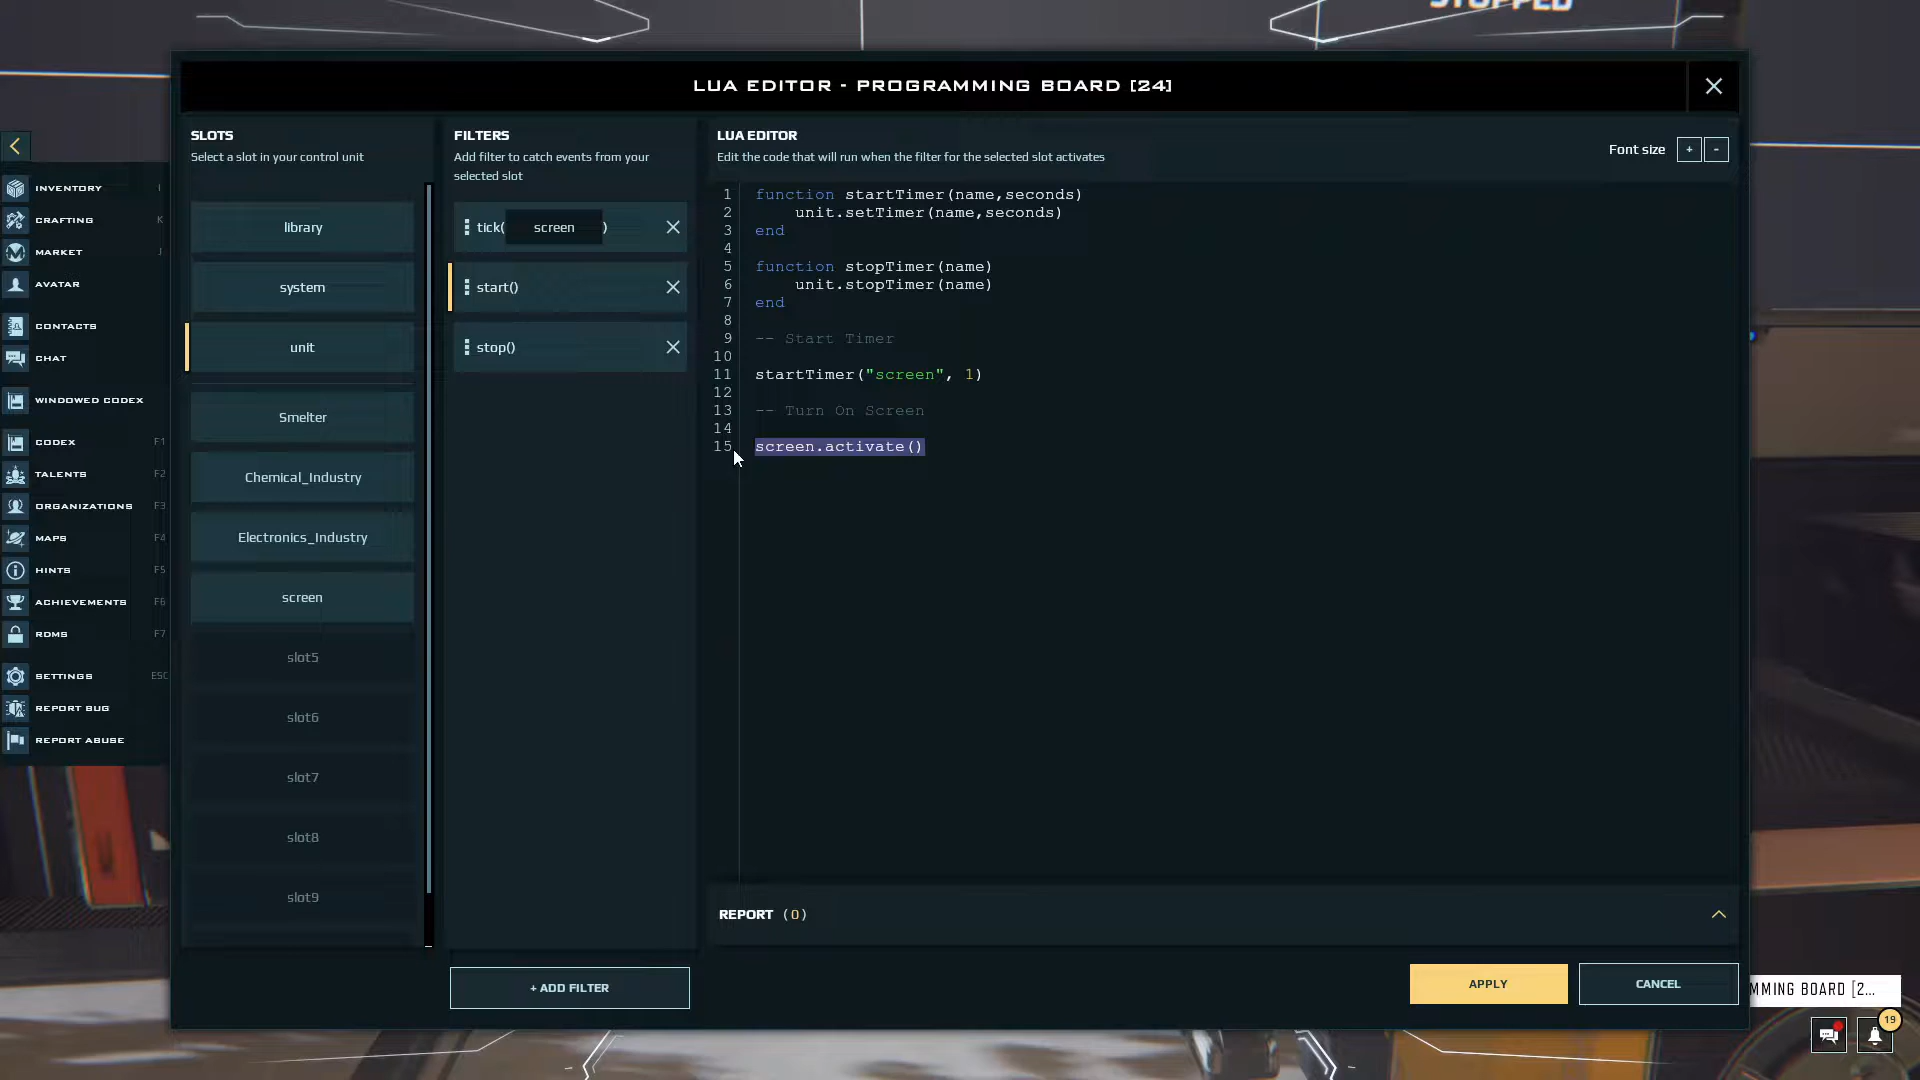 STOPPED
LUA EDITOR - PROGRAMMING BOARD [24]
SLOTS
Select a slot in your control unit
library
system
unit
Smelter
Chemical_Industry
Electronics_Industry
screen
slot5
slot6
slot7
slot8
slot9
FILTERS
Add filter to catch events from your
selected slot
tick( screen )
start()
stop()
+ ADD FILTER
LUA EDITOR
Edit the code that will run when the filter for the selected slot activates
Font size + -
1 function startTimer(name,seconds)
2     unit.setTimer(name,seconds)
3 end
4
5 function stopTimer(name)
6     unit.stopTimer(name)
7 end
8
9 -- Start Timer
10
11 startTimer("screen", 1)
12
13 -- Turn On Screen
14
15 screen.activate()
REPORT (0)
APPLY
CANCEL
INVENTORY I
CRAFTING K
MARKET J
AVATAR
CONTACTS
CHAT
WINDOWED CODEX
CODEX F1
TALENTS F2
ORGANIZATIONS F3
MAPS F4
HINTS F5
ACHIEVEMENTS F6
RDMS F7
SETTINGS ESC
REPORT BUG
REPORT ABUSE
MMING BOARD [2...
19